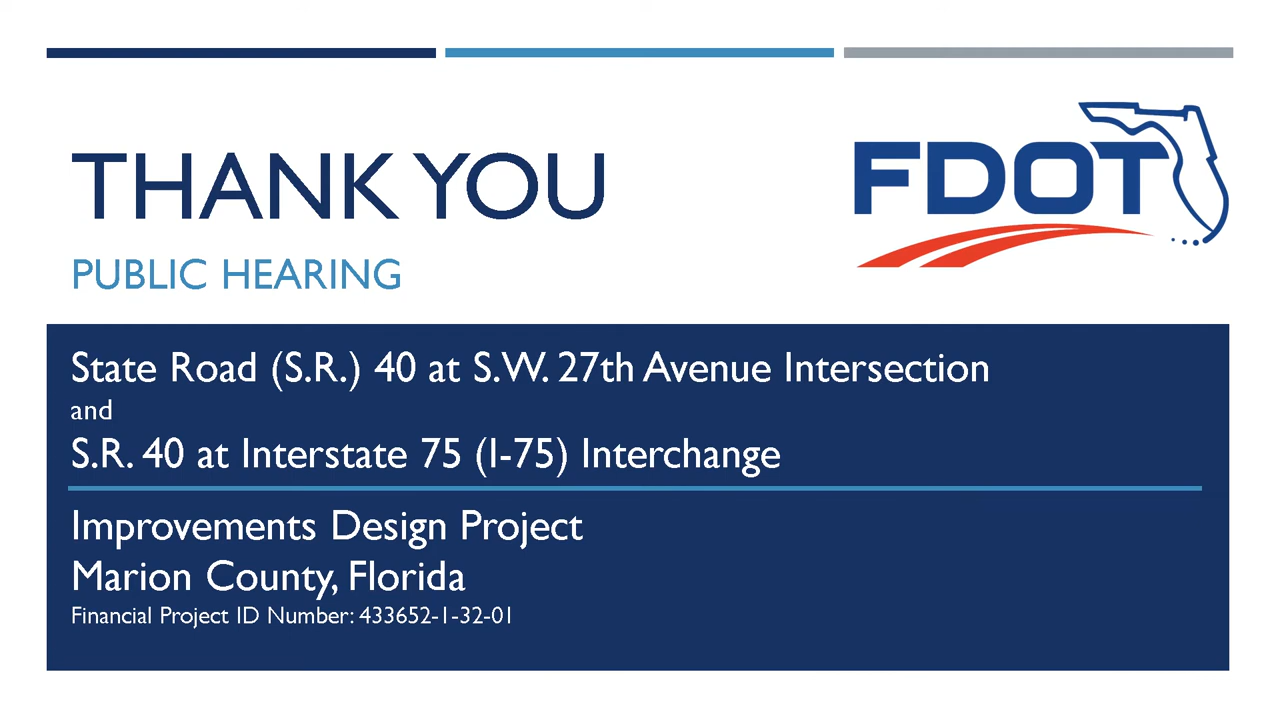 THANK YOU
FDOT
PUBLIC HEARING
State Road (S.R.) 40 at S.W. 27th Avenue Intersection
and
S.R. 40 at Interstate 75 (I-75) Interchange
Improvements Design Project
Marion County, Florida
Financial Project ID Number: 433652-1-32-01